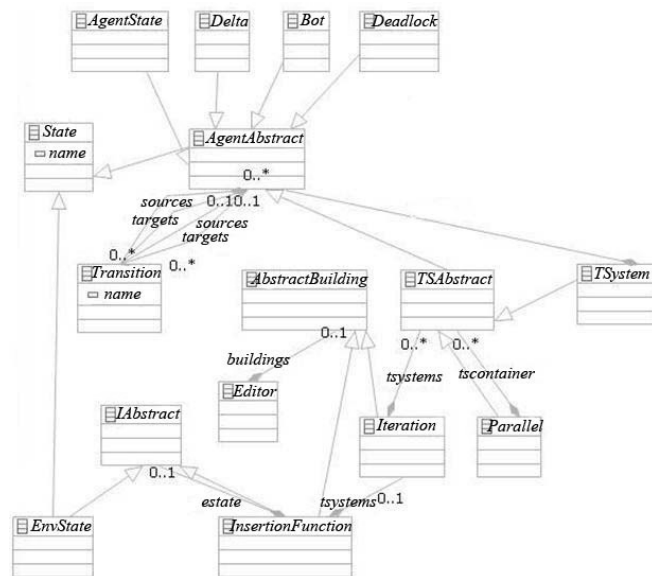 AgentState
Delta
Bot
Deadlock
State
name
AgentAbstract
0..*
sources
0..10..1
targets
sources
targets
0..*
0..*
Transition
name
AbstractBuilding
TSAbstract
TSystem
0..1
0..*
0..*
buildings
tsystems
tscontainer
Editor
IAbstract
Iteration
Parallel
0..1
estate
tsystems
0..1
EnvState
InsertionFunction